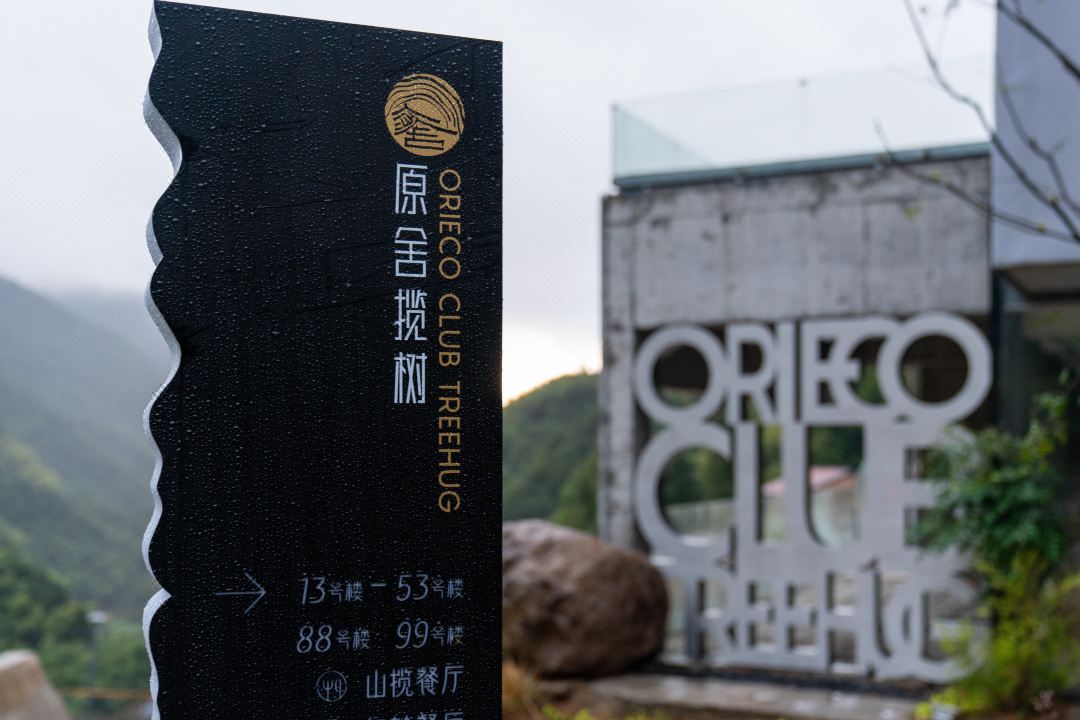 原舍揽树
ORIECO CLUB TREEHUG
13号楼 - 53号楼
88号楼 99号楼
山揽餐厅
ORIECO
CLUB
TREEHUG